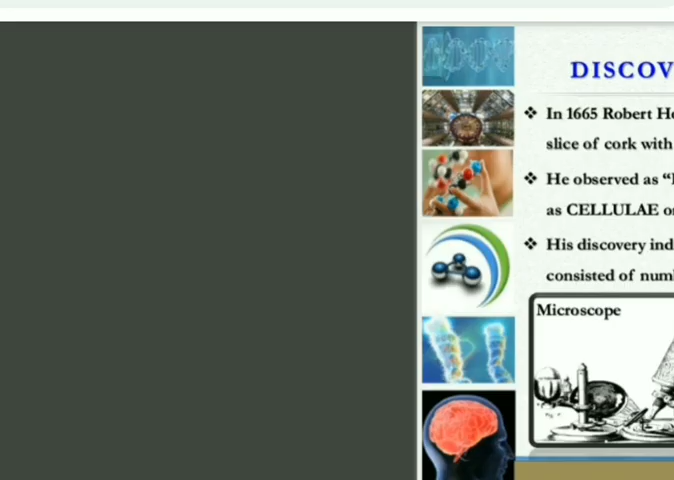 DISCOV
❖ In 1665 Robert Ho
slice of cork with
❖ He observed as “
as CELLULAE o
❖ His discovery ind
consisted of num
Microscope